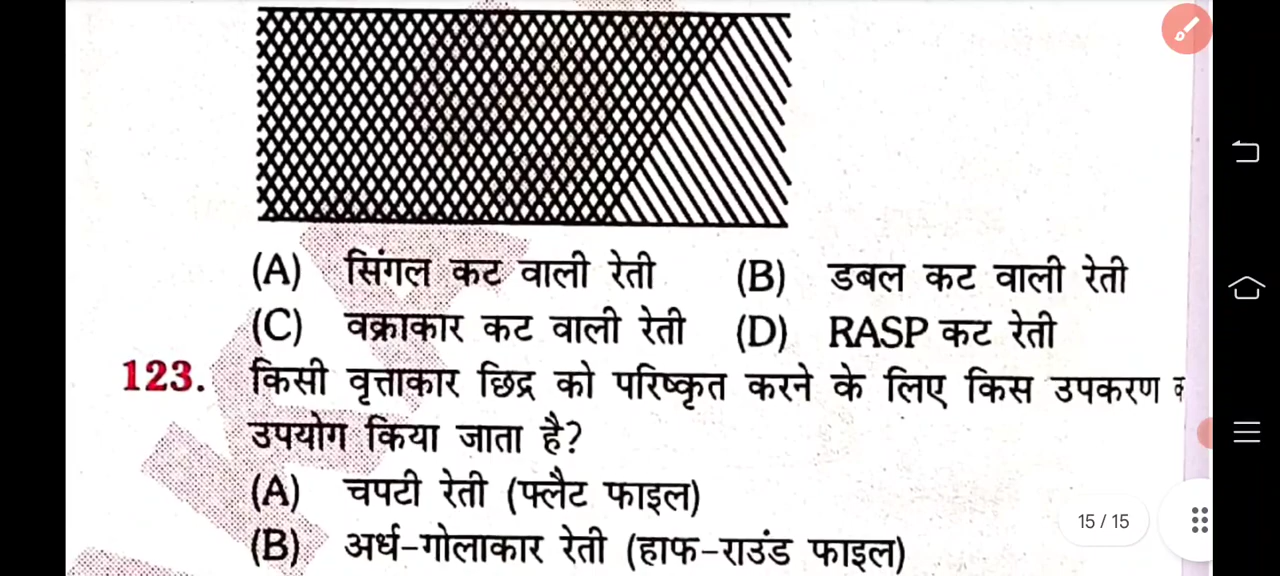 (A) सिंगल कट वाली रेती (B) डबल कट वाली रेती
(C) वक्राकार कट वाली रेती (D) RASP कट रेती
123. किसी वृत्ताकार छिद्र को परिष्कृत करने के लिए किस उपकरण
उपयोग किया जाता है?
(A) चपटी रेती (फ्लैट फाइल)
15 / 15
(B) अर्ध-गोलाकार रेती (हाफ-राउंड फाइल)